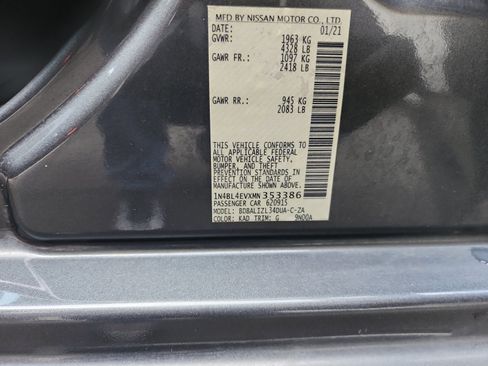 MFD BY NISSAN MOTOR CO., LTD.
DATE: 01/21
GVWR: 1963 KG
4328 LB
GAWR FR.: 1097 KG
2418 LB
GAWR RR.: 945 KG
2083 LB
THIS VEHICLE CONFORMS TO
ALL APPLICABLE FEDERAL
MOTOR VEHICLE SAFETY,
BUMPER, AND THEFT
PREVENTION STANDARDS
IN EFFECT ON THE DATE OF
MANUFACTURE SHOWN ABOVE.
1N4BL4EVXMN353386
PASSENGER CAR 620915
MODEL: BDBALIZL34DUA-C-ZA
COLOR: KAD TRIM: G 9NDOA